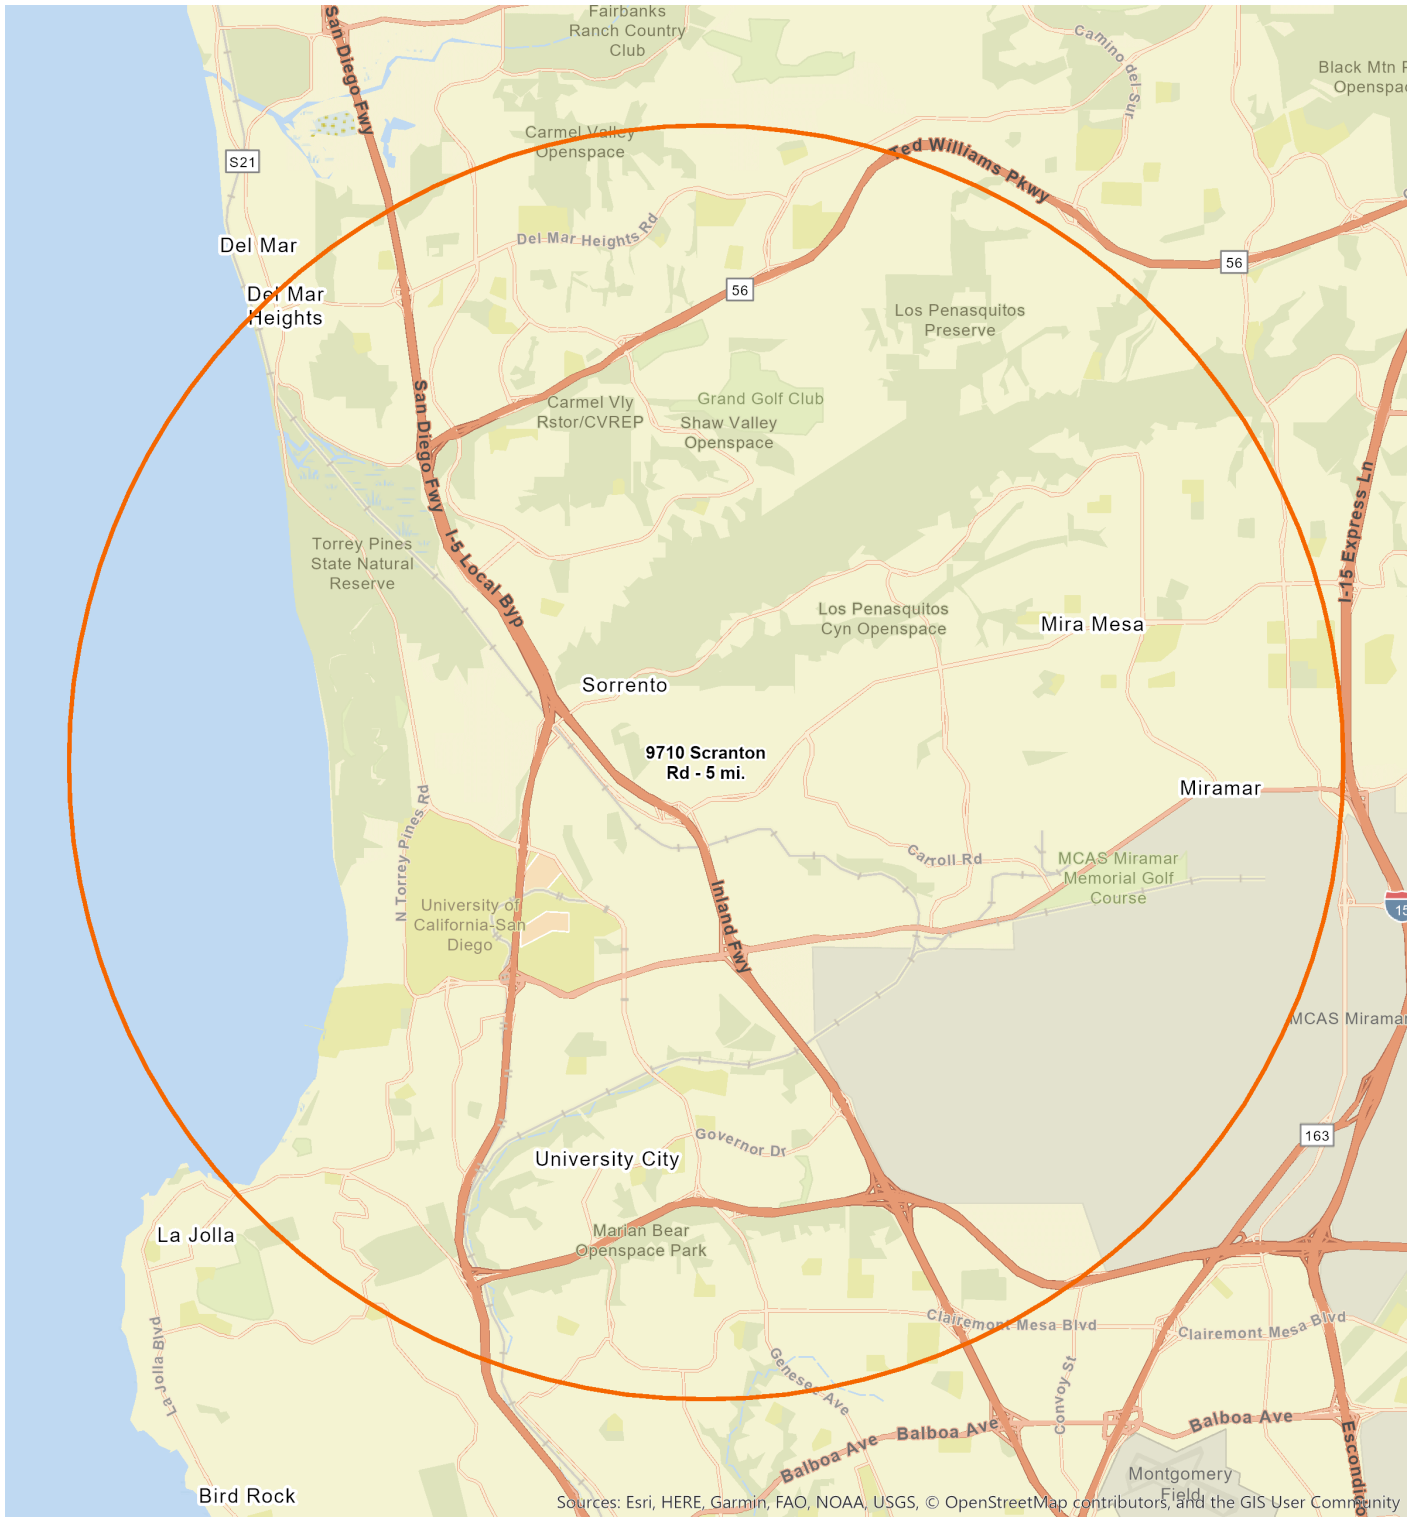 Fairbanks
Ranch Country
Club
San Diego Fwy
Camino del Sur
Black Mtn
Openspac
S21
Carmel Valley
Openspace
Ted Williams Pkwy
Del Mar
Del Mar Heights Rd
56
56
Del Mar
Heights
Los Penasquitos
Preserve
San Diego Fwy
Carmel Vly
Rstor/CVREP
Grand Golf Club
Shaw Valley
Openspace
I-15 Express Ln
Torrey Pines
State Natural
Reserve
I-5 Local Byp
Los Penasquitos
Cyn Openspace
Mira Mesa
Sorrento
9710 Scranton
Rd - 5 mi.
Miramar
N Torrey Pines Rd
Carroll Rd
MCAS Miramar
Memorial Golf
Course
University of
California-San
Diego
Inland Fwy
15
MCAS Miramar
163
Governor Dr
University City
La Jolla
Marian Bear
Openspace Park
La Jolla Blvd
Clairemont Mesa Blvd
Clairemont Mesa Blvd
Genesee Ave
Convoy St
Balboa Ave
Balboa Ave
Balboa Ave
Escondido
Montgomery
Field
Bird Rock
Sources: Esri, HERE, Garmin, FAO, NOAA, USGS, © OpenStreetMap contributors, and the GIS User Community